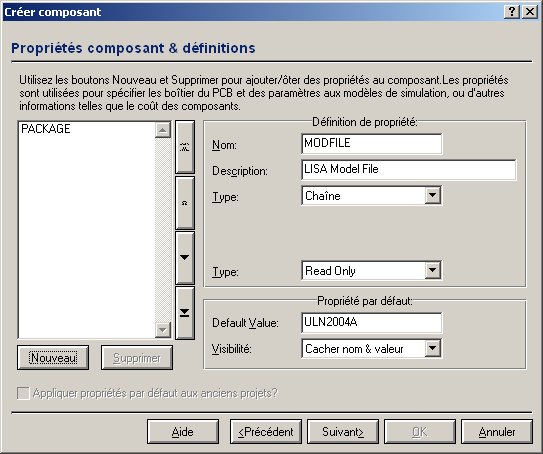 Créer composant
Propriétés composant & définitions
Utilisez les boutons Nouveau et Supprimer pour ajouter/ôter des propriétés au composant.Les propriétés
sont utilisées pour spécifier les boîtier du PCB et des paramètres aux modèles de simulation, ou d'autres
informations telles que le coût des composants.
PACKAGE
Définition de propriété:
Nom: MODFILE
Description: LISA Model File
Type: Chaîne
Type: Read Only
Propriété par défaut:
Default Value: ULN2004A
Visibilité: Cacher nom & valeur
Nouveau Supprimer
Appliquer propriétés par défaut aux anciens projets?
Aide <Précédent Suivant> OK Annuler